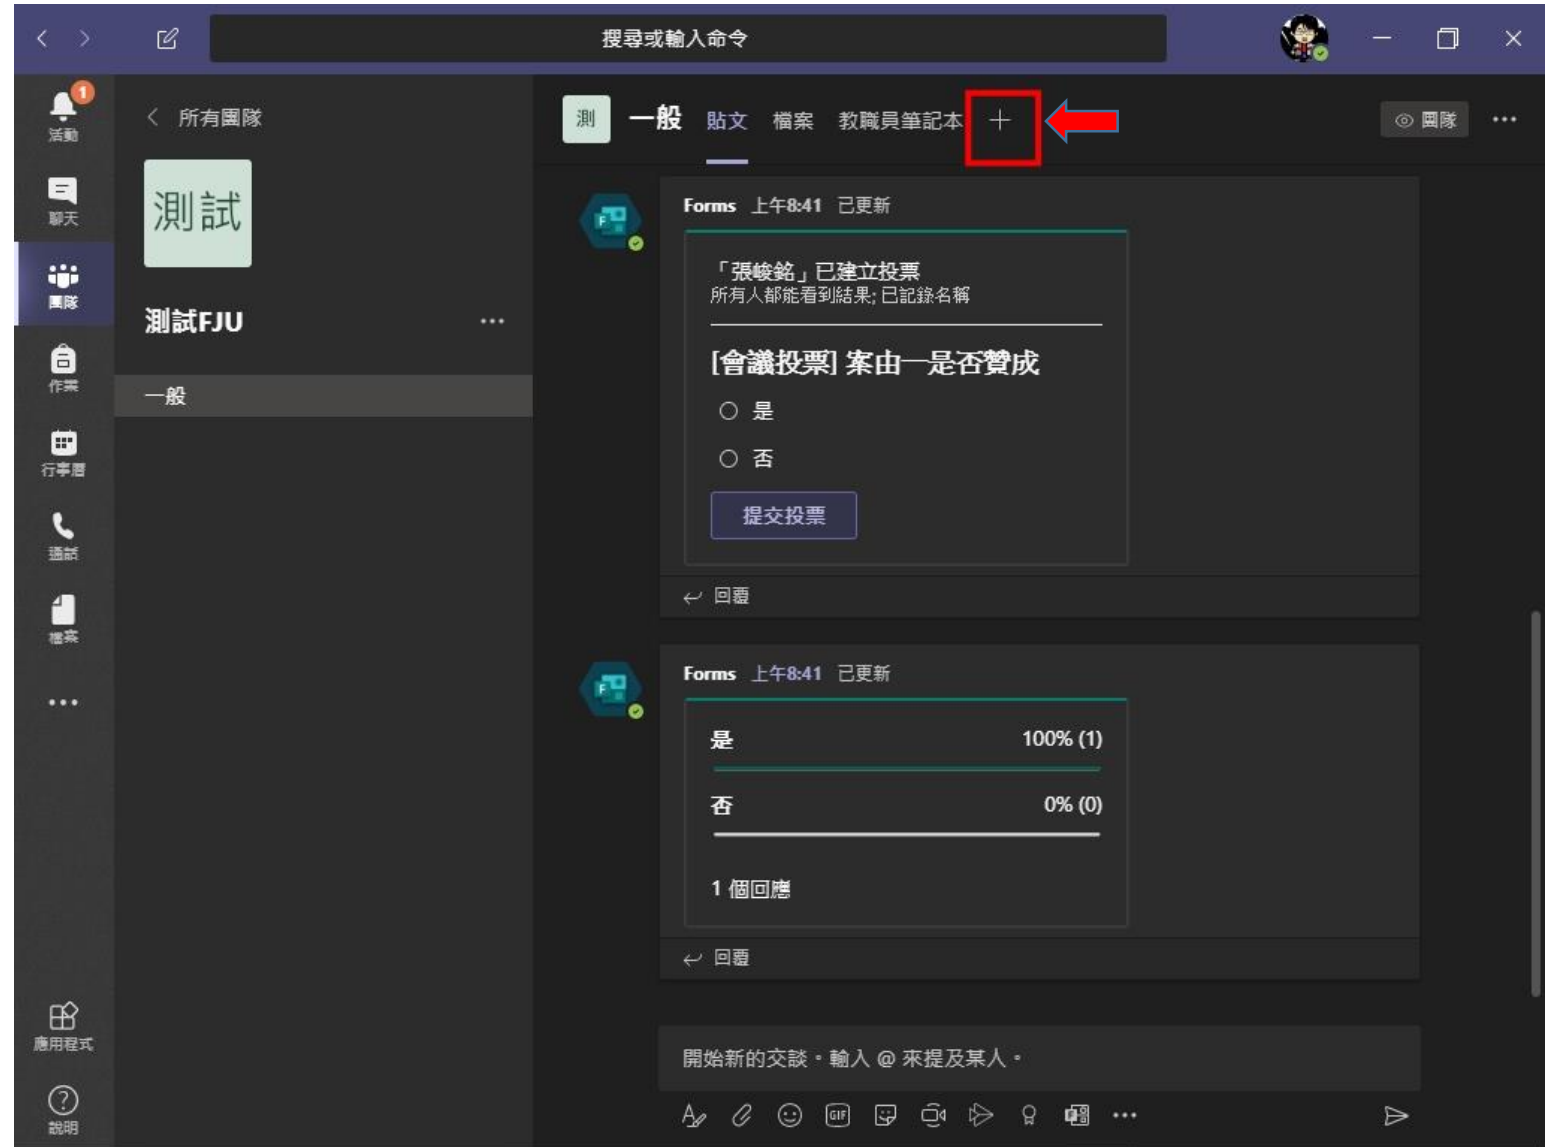 搜尋或輸入命令
1
活動
聊天
團隊
作業
行事曆
通話
檔案
應用程式
說明
所有團隊
測試
測試FJU
一般
測 一般 貼文 檔案 教職員筆記本
團隊
Forms 上午8:41 已更新
「張峻銘」已建立投票
所有人都能看到結果; 已記錄名稱
[會議投票] 案由一是否贊成
是
否
提交投票
回覆
Forms 上午8:41 已更新
是 100% (1)
否 0% (0)
1 個回應
回覆
開始新的交談。輸入 @ 來提及某人。
GIF